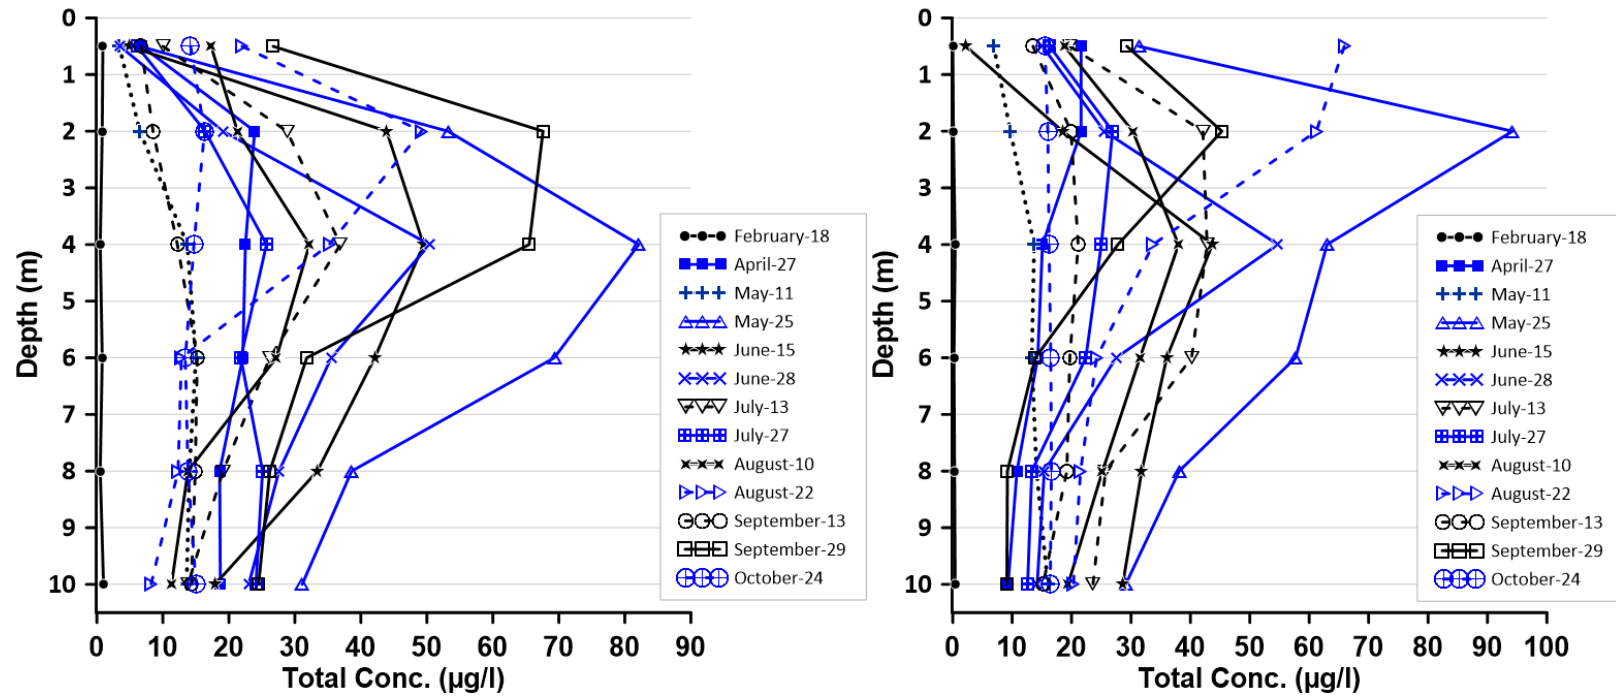 0
1
2
3
4
5
6
7
8
9
10
Depth (m)
0 10 20 30 40 50 60 70 80 90
Total Conc. (µg/l)
February-18
April-27
May-11
May-25
June-15
June-28
July-13
July-27
August-10
August-22
September-13
September-29
October-24
0
1
2
3
4
5
6
7
8
9
10
Depth (m)
0 10 20 30 40 50 60 70 80 90 100
Total Conc. (µg/l)
February-18
April-27
May-11
May-25
June-15
June-28
July-13
July-27
August-10
August-22
September-13
September-29
October-24